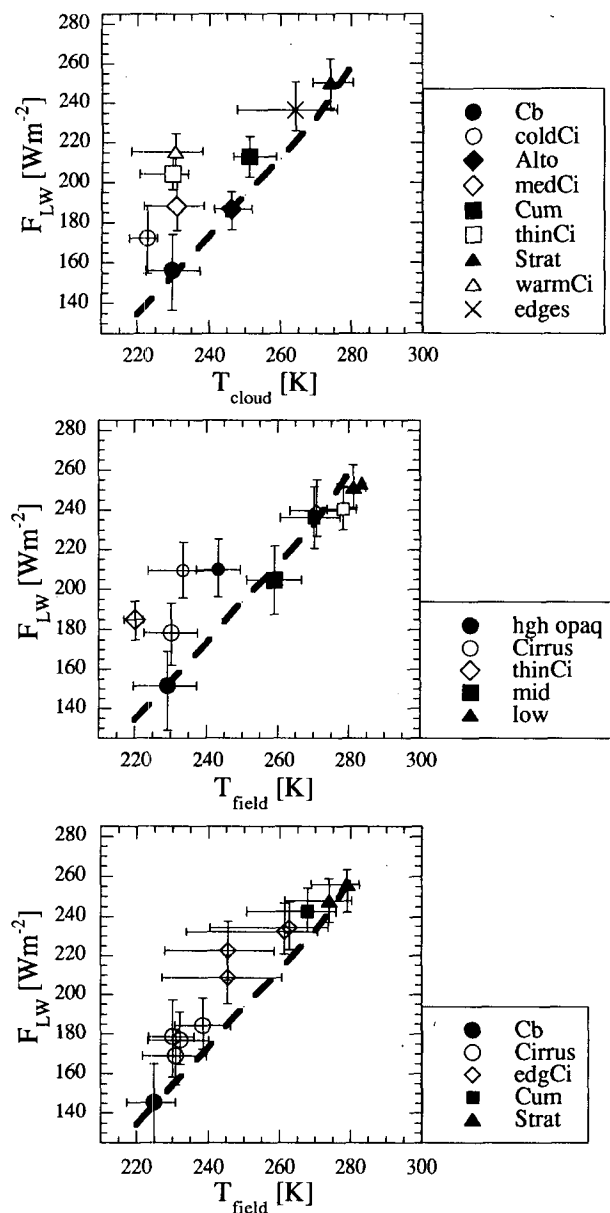 280
260
240
220
200
180
160
140
F_LW [Wm^-2]
220 240 260 280 300
T_cloud [K]
Cb
coldCi
Alto
medCi
Cum
thinCi
Strat
warmCi
edges
280
260
240
220
200
180
160
140
F_LW [Wm^-2]
220 240 260 280 300
T_field [K]
hgh opaq
Cirrus
thinCi
mid
low
280
260
240
220
200
180
160
140
F_LW [Wm^-2]
220 240 260 280 300
T_field [K]
Cb
Cirrus
edgCi
Cum
Strat